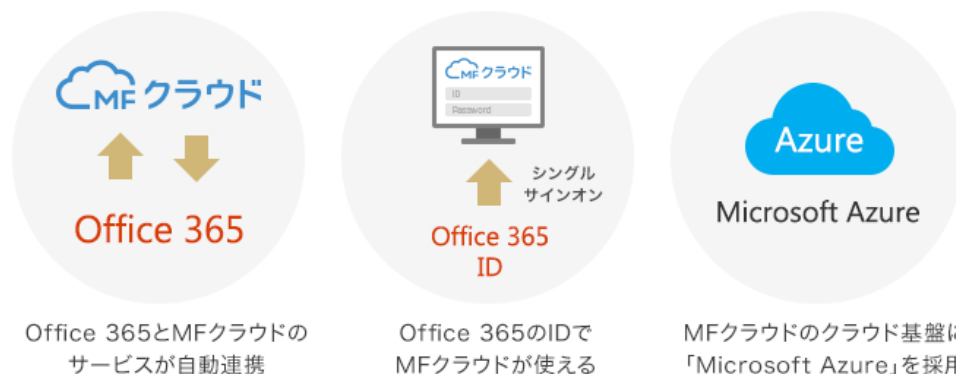 MFクラウド
Office 365
Office 365とMFクラウドの
サービスが自動連携
MFクラウド
ID
Password
シングル
サインオン
Office 365
ID
Office 365のIDで
MFクラウドが使える
Azure
Microsoft Azure
MFクラウドのクラウド基盤に
「Microsoft Azure」を採用